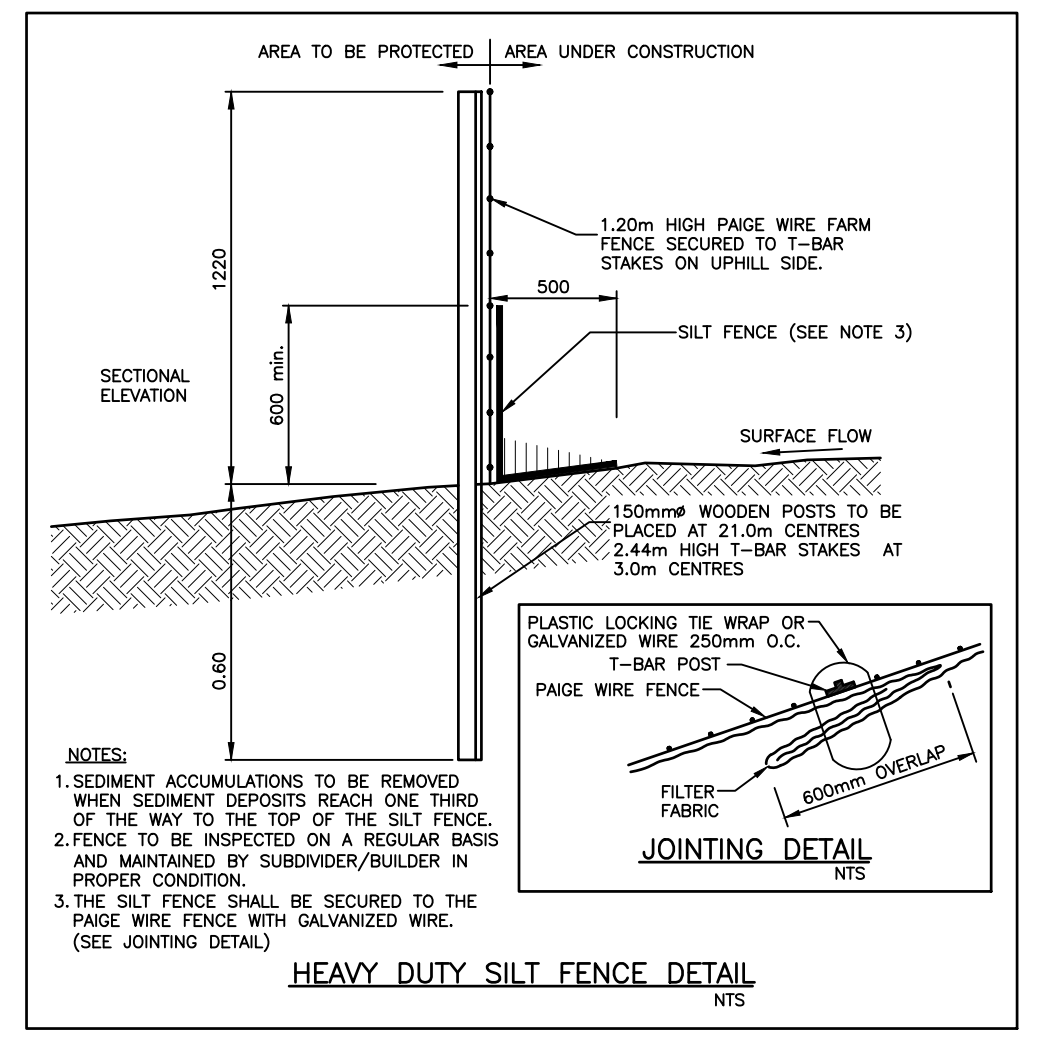 AREA TO BE PROTECTED
AREA UNDER CONSTRUCTION
1.20m HIGH PAIGE WIRE FARM
FENCE SECURED TO T-BAR
STAKES ON UPHILL SIDE.
1220
500
600 min.
SILT FENCE (SEE NOTE 3)
SECTIONAL
ELEVATION
SURFACE FLOW
150mmø WOODEN POSTS TO BE
PLACED AT 21.0m CENTRES
2.44m HIGH T-BAR STAKES AT
3.0m CENTRES
0.60
PLASTIC LOCKING TIE WRAP OR
GALVANIZED WIRE 250mm O.C.
T-BAR POST
PAIGE WIRE FENCE
FILTER
FABRIC
600mm OVERLAP
JOINTING DETAIL
NTS
NOTES:
1. SEDIMENT ACCUMULATIONS TO BE REMOVED
WHEN SEDIMENT DEPOSITS REACH ONE THIRD
OF THE WAY TO THE TOP OF THE SILT FENCE.
2. FENCE TO BE INSPECTED ON A REGULAR BASIS
AND MAINTAINED BY SUBDIVIDER/BUILDER IN
PROPER CONDITION.
3. THE SILT FENCE SHALL BE SECURED TO THE
PAIGE WIRE FENCE WITH GALVANIZED WIRE.
(SEE JOINTING DETAIL)
HEAVY DUTY SILT FENCE DETAIL
NTS